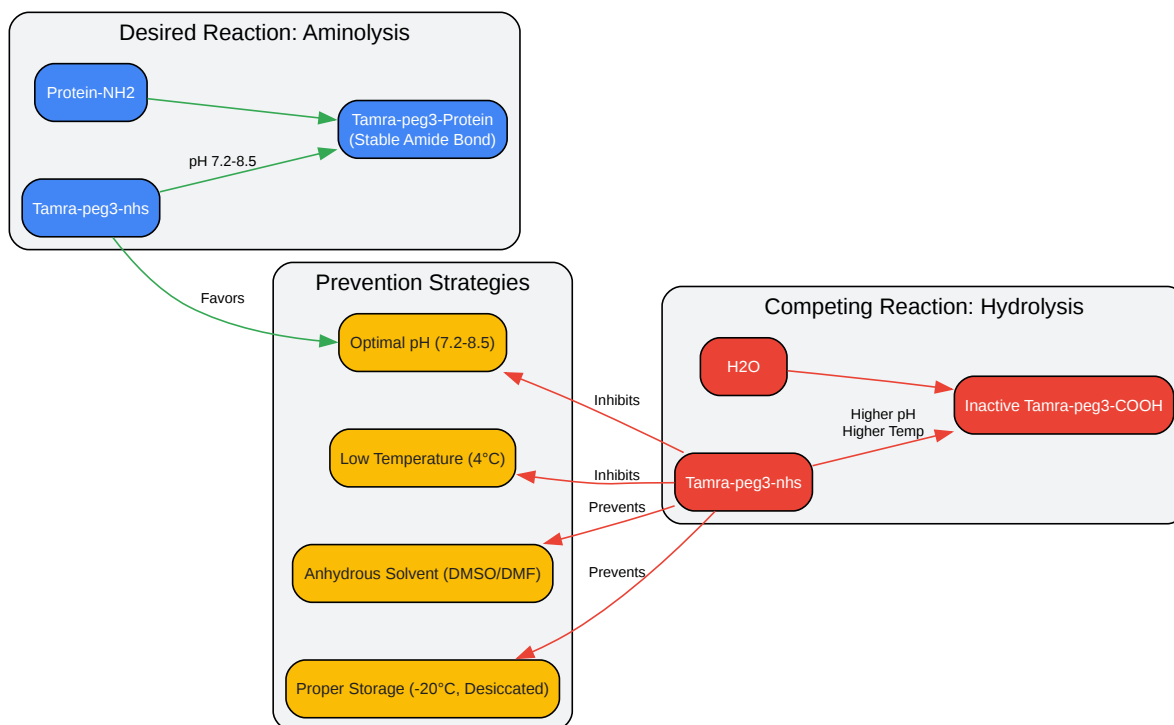 Desired Reaction: Aminolysis
Protein-NH2
Tamra-peg3-Protein
(Stable Amide Bond)
pH 7.2-8.5
Tamra-peg3-nhs
Favors
Prevention Strategies
Optimal pH (7.2-8.5)
Low Temperature (4°C)
Anhydrous Solvent (DMSO/DMF)
Proper Storage (-20°C, Desiccated)
Inhibits
Inhibits
Prevents
Prevents
Competing Reaction: Hydrolysis
H2O
Inactive Tamra-peg3-COOH
Higher pH
Higher Temp
Tamra-peg3-nhs